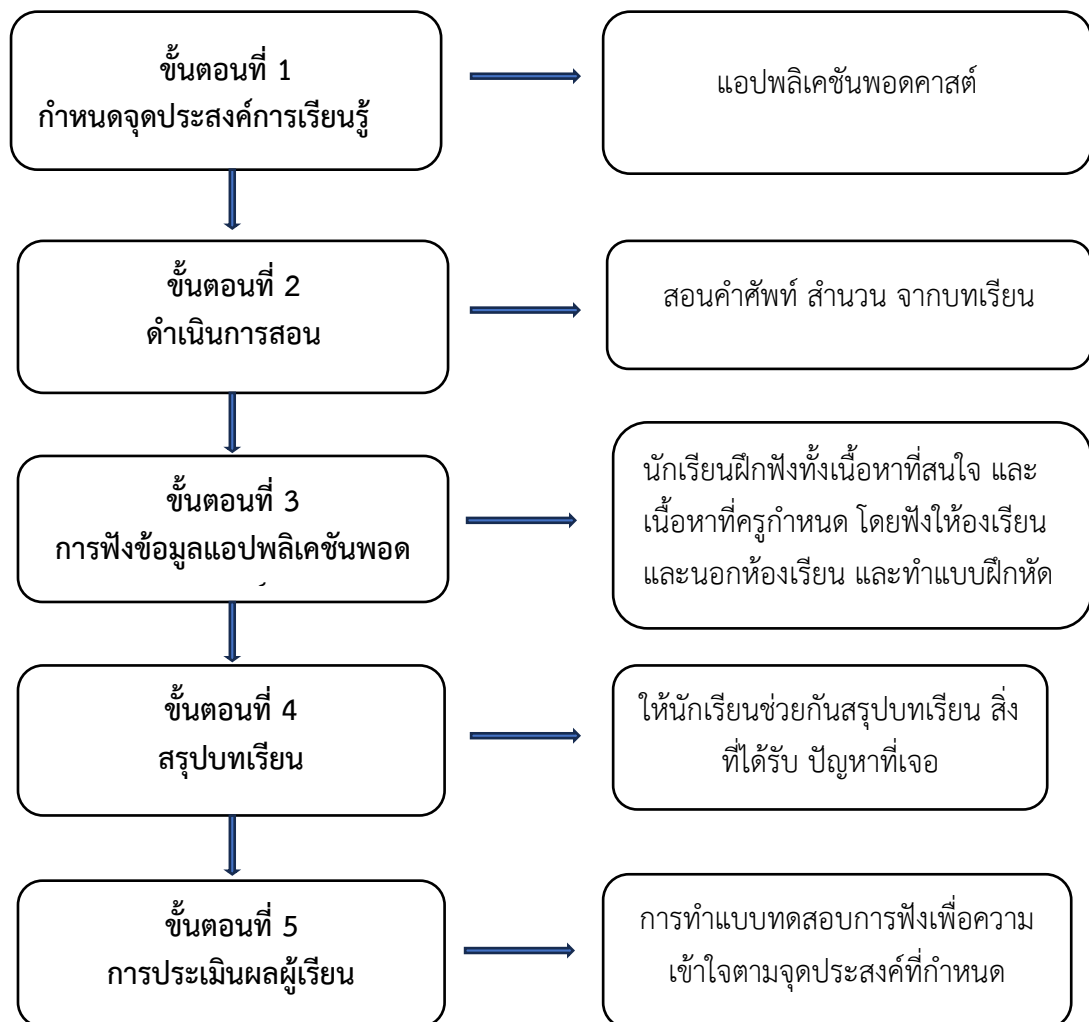 ขั้นตอนที่ 1
กำหนดจุดประสงค์การเรียนรู้
แอปพลิเคชันพอดคาสต์
ขั้นตอนที่ 2
ดำเนินการสอน
สอนคำศัพท์ สำนวน จากบทเรียน
ขั้นตอนที่ 3
การฟังข้อมูลแอปพลิเคชันพอด
นักเรียนฝึกฟังทั้งเนื้อหาที่สนใจ และ
เนื้อหาที่ครูกำหนด โดยฟังให้องเรียน
และนอกห้องเรียน และทำแบบฝึกหัด
ขั้นตอนที่ 4
สรุปบทเรียน
ให้นักเรียนช่วยกันสรุปบทเรียน สิ่ง
ที่ได้รับ ปัญหาที่เจอ
ขั้นตอนที่ 5
การประเมินผลผู้เรียน
การทำแบบทดสอบการฟังเพื่อความ
เข้าใจตามจุดประสงค์ที่กำหนด